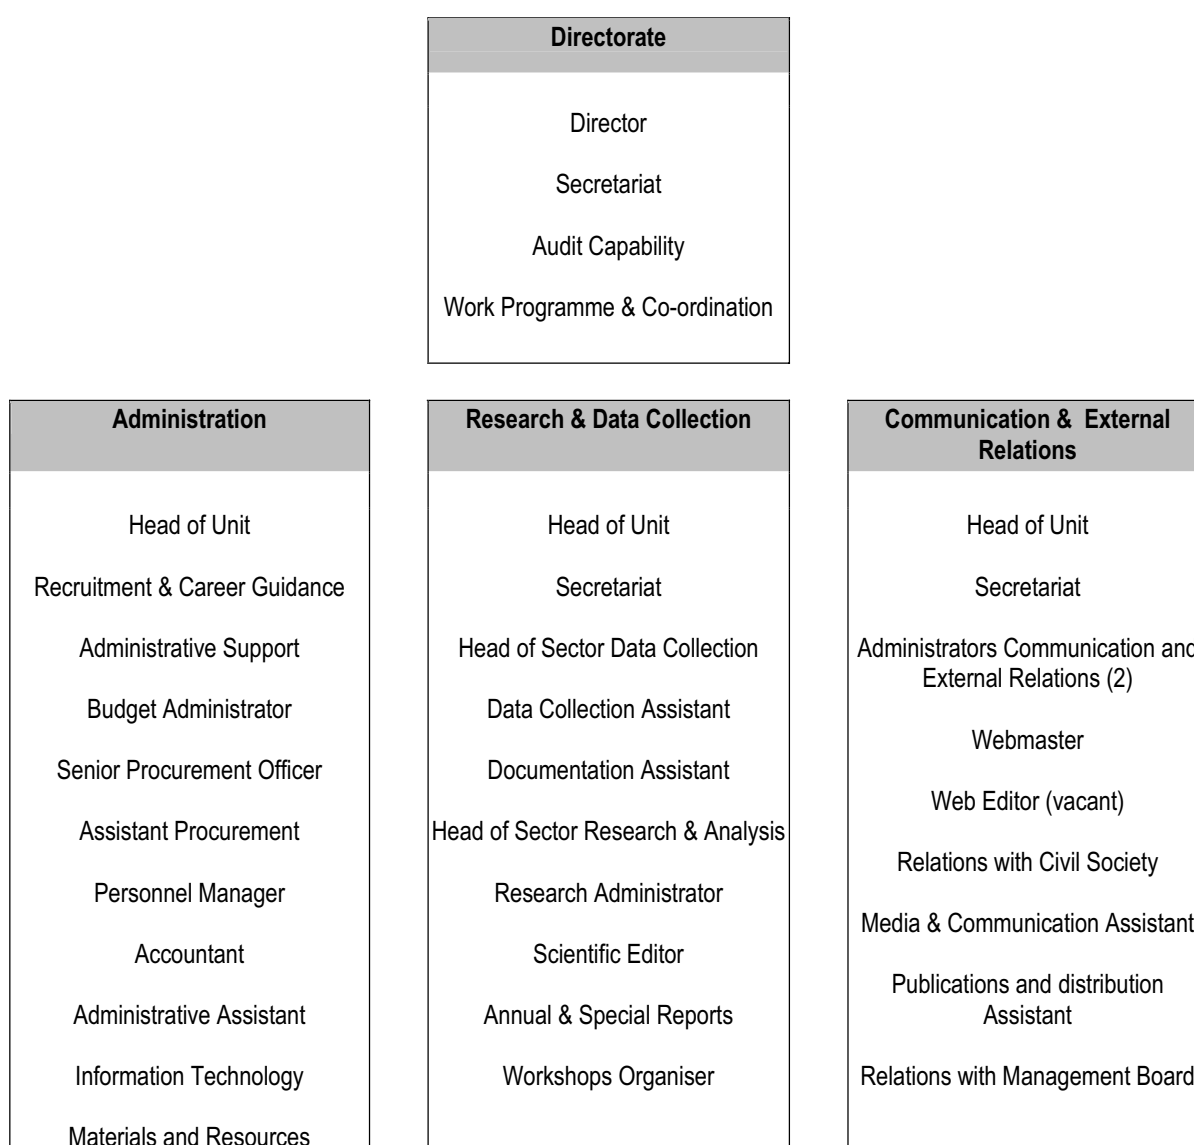 Directorate
Director
Secretariat
Audit Capability
Work Programme & Co-ordination
Administration
Head of Unit
Recruitment & Career Guidance
Administrative Support
Budget Administrator
Senior Procurement Officer
Assistant Procurement
Personnel Manager
Accountant
Administrative Assistant
Information Technology
Materials and Resources
Research & Data Collection
Head of Unit
Secretariat
Head of Sector Data Collection
Data Collection Assistant
Documentation Assistant
Head of Sector Research & Analysis
Research Administrator
Scientific Editor
Annual & Special Reports
Workshops Organiser
Communication & External
Relations
Head of Unit
Secretariat
Administrators Communication and
External Relations (2)
Webmaster
Web Editor (vacant)
Relations with Civil Society
Media & Communication Assistant
Publications and distribution
Assistant
Relations with Management Board